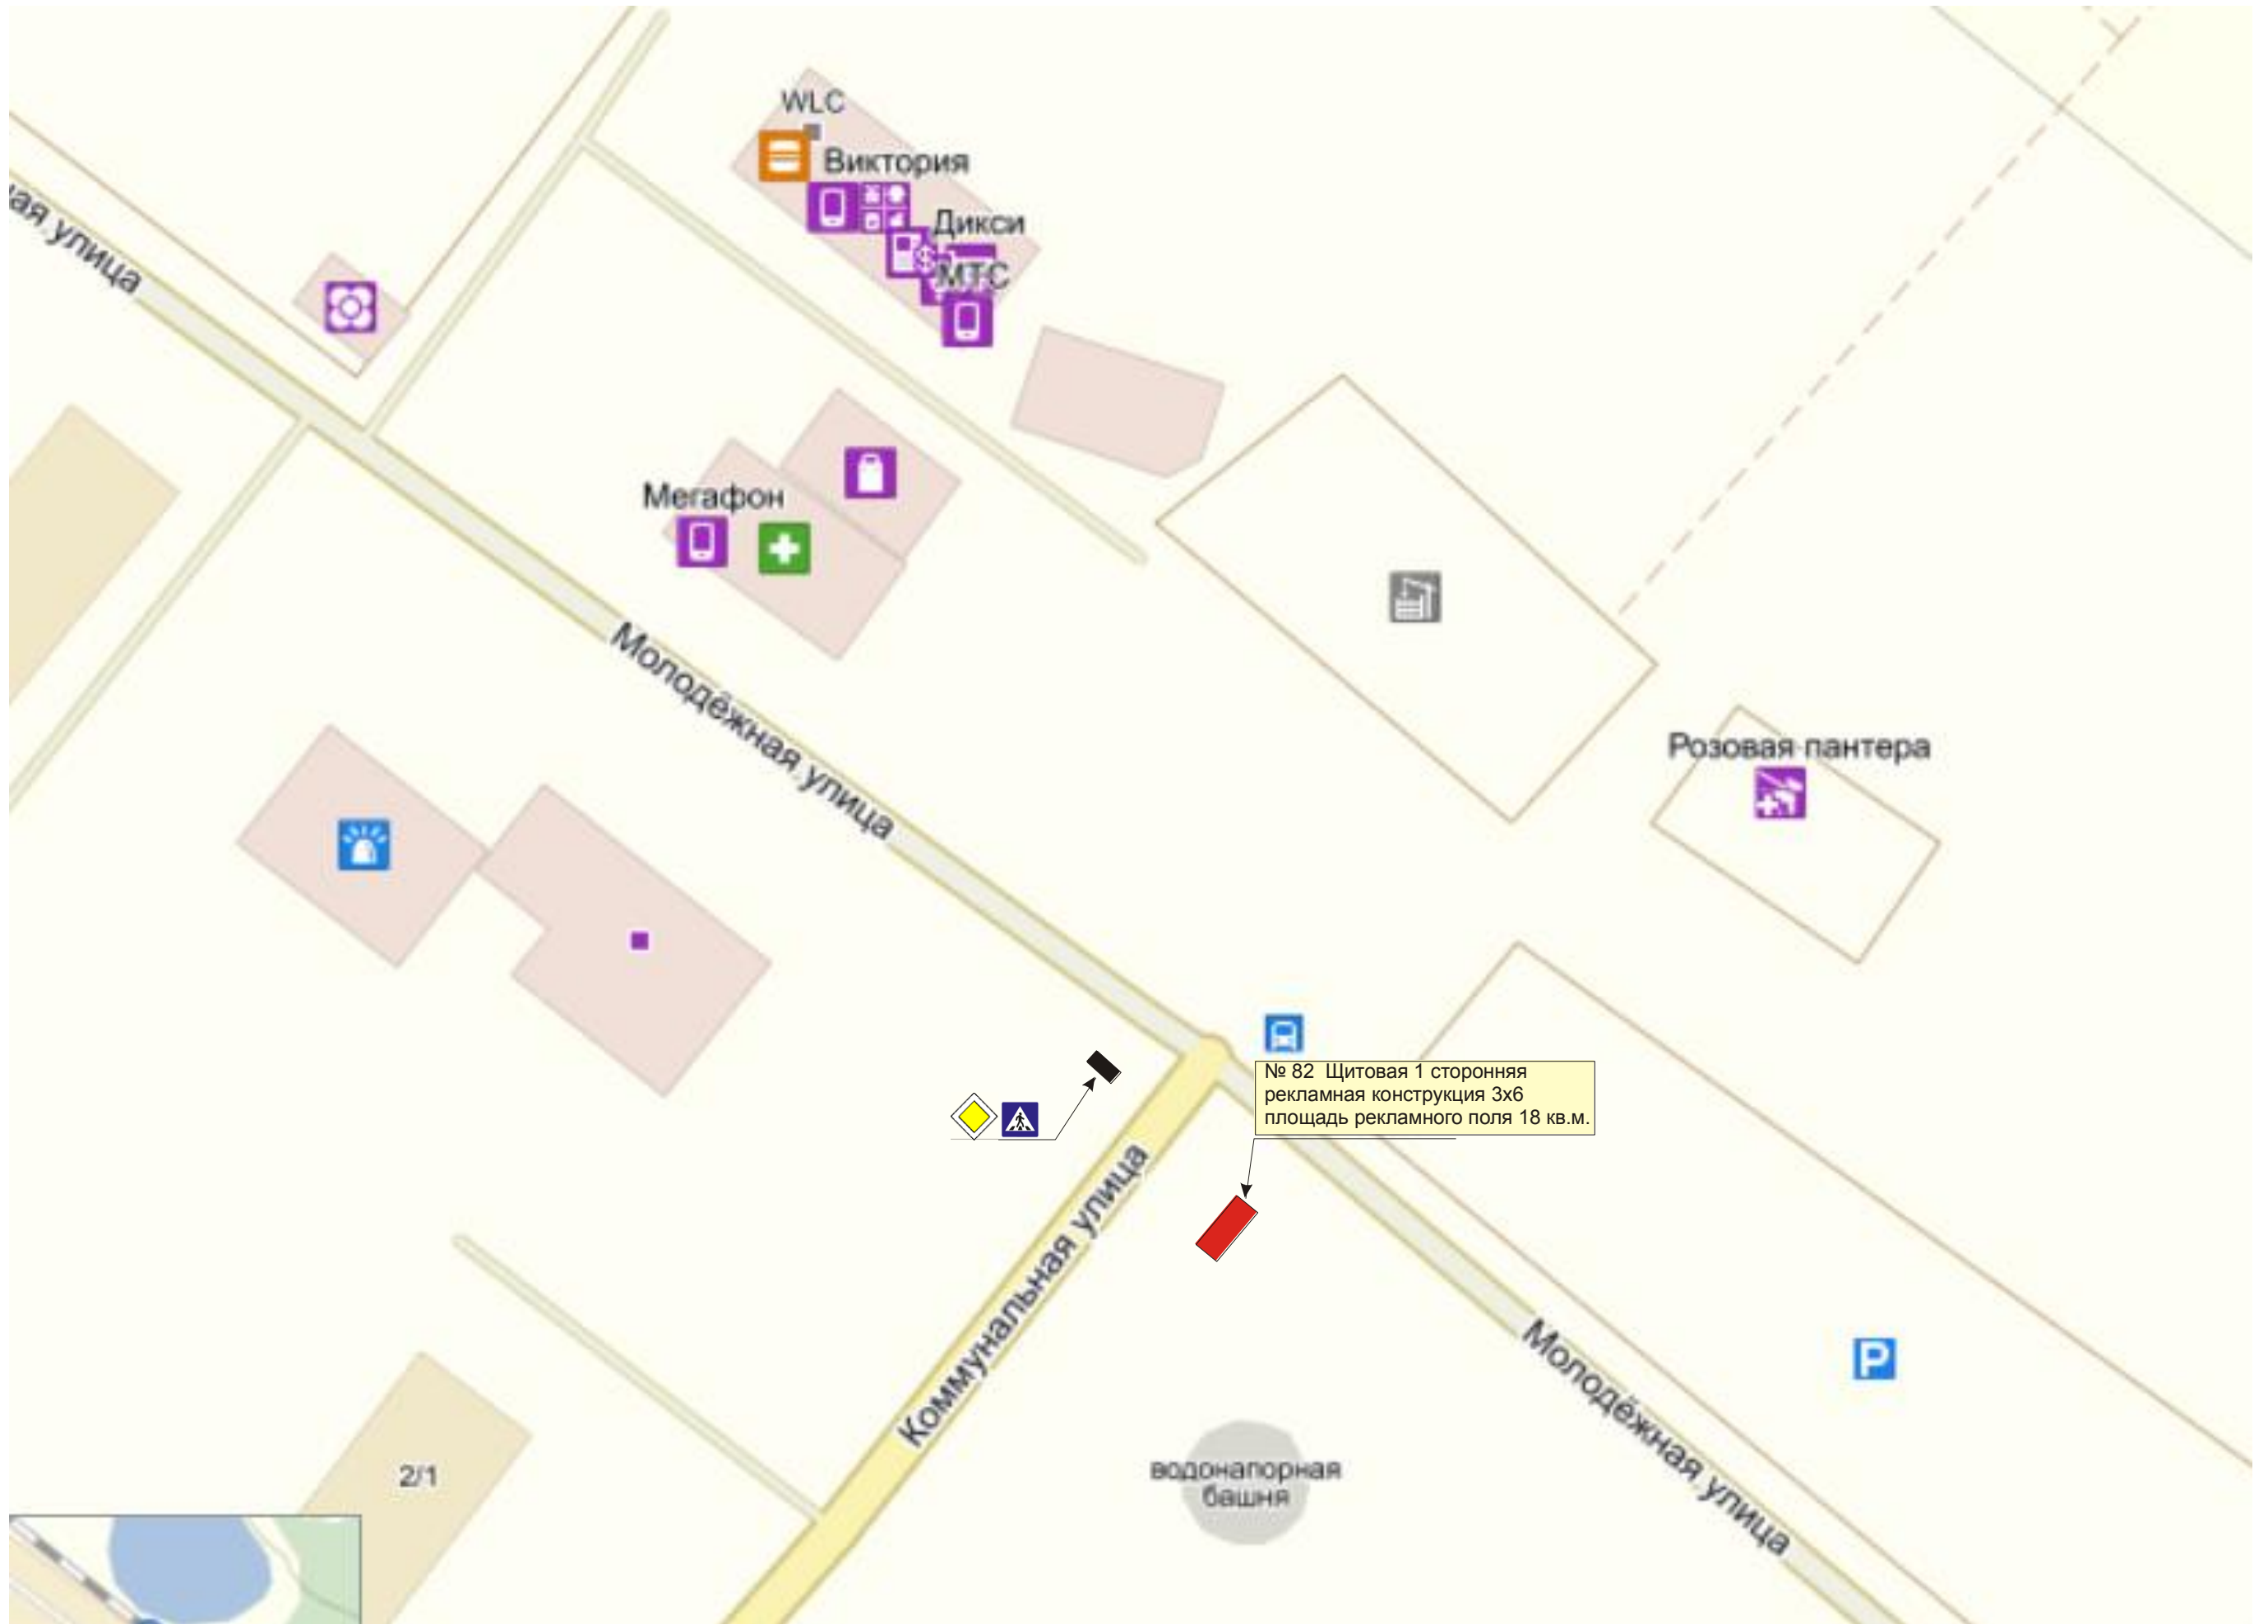 WLC
Виктория
Дикси
МТС
ная улица
Мегафон
Молодёжная улица
Розовая пантера
№ 82 Щитовая 1 сторонняя
рекламная конструкция 3х6
площадь рекламного поля 18 кв.м.
Коммунальная улица
Молодёжная улица
P
водонапорная
башня
2/1